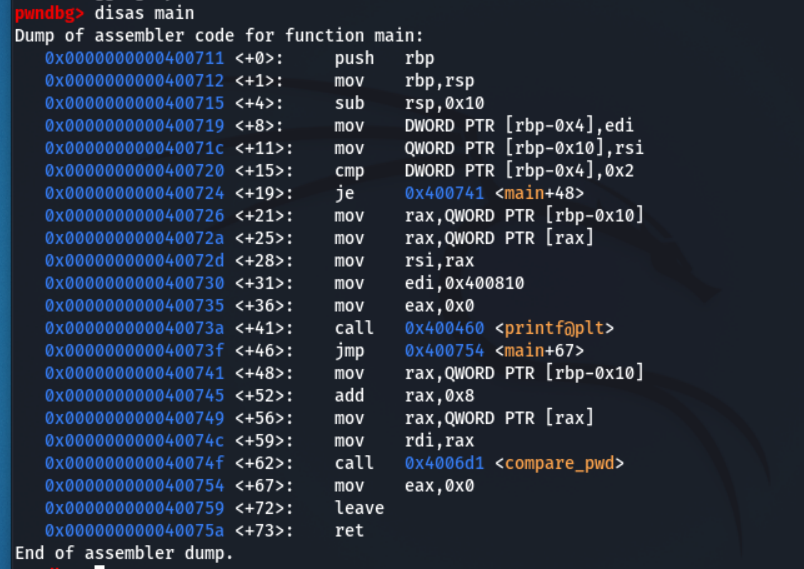 pwndbg> disas main
Dump of assembler code for function main:
   0x0000000000400711 <+0>:     push   rbp
   0x0000000000400712 <+1>:     mov    rbp,rsp
   0x0000000000400715 <+4>:     sub    rsp,0x10
   0x0000000000400719 <+8>:     mov    DWORD PTR [rbp-0x4],edi
   0x000000000040071c <+11>:    mov    QWORD PTR [rbp-0x10],rsi
   0x0000000000400720 <+15>:    cmp    DWORD PTR [rbp-0x4],0x2
   0x0000000000400724 <+19>:    je     0x400741 <main+48>
   0x0000000000400726 <+21>:    mov    rax,QWORD PTR [rbp-0x10]
   0x000000000040072a <+25>:    mov    rax,QWORD PTR [rax]
   0x000000000040072d <+28>:    mov    rsi,rax
   0x0000000000400730 <+31>:    mov    edi,0x400810
   0x0000000000400735 <+36>:    mov    eax,0x0
   0x000000000040073a <+41>:    call   0x400460 <printf@plt>
   0x000000000040073f <+46>:    jmp    0x400754 <main+67>
   0x0000000000400741 <+48>:    mov    rax,QWORD PTR [rbp-0x10]
   0x0000000000400745 <+52>:    add    rax,0x8
   0x0000000000400749 <+56>:    mov    rax,QWORD PTR [rax]
   0x000000000040074c <+59>:    mov    rdi,rax
   0x000000000040074f <+62>:    call   0x4006d1 <compare_pwd>
   0x0000000000400754 <+67>:    mov    eax,0x0
   0x0000000000400759 <+72>:    leave
   0x000000000040075a <+73>:    ret
End of assembler dump.